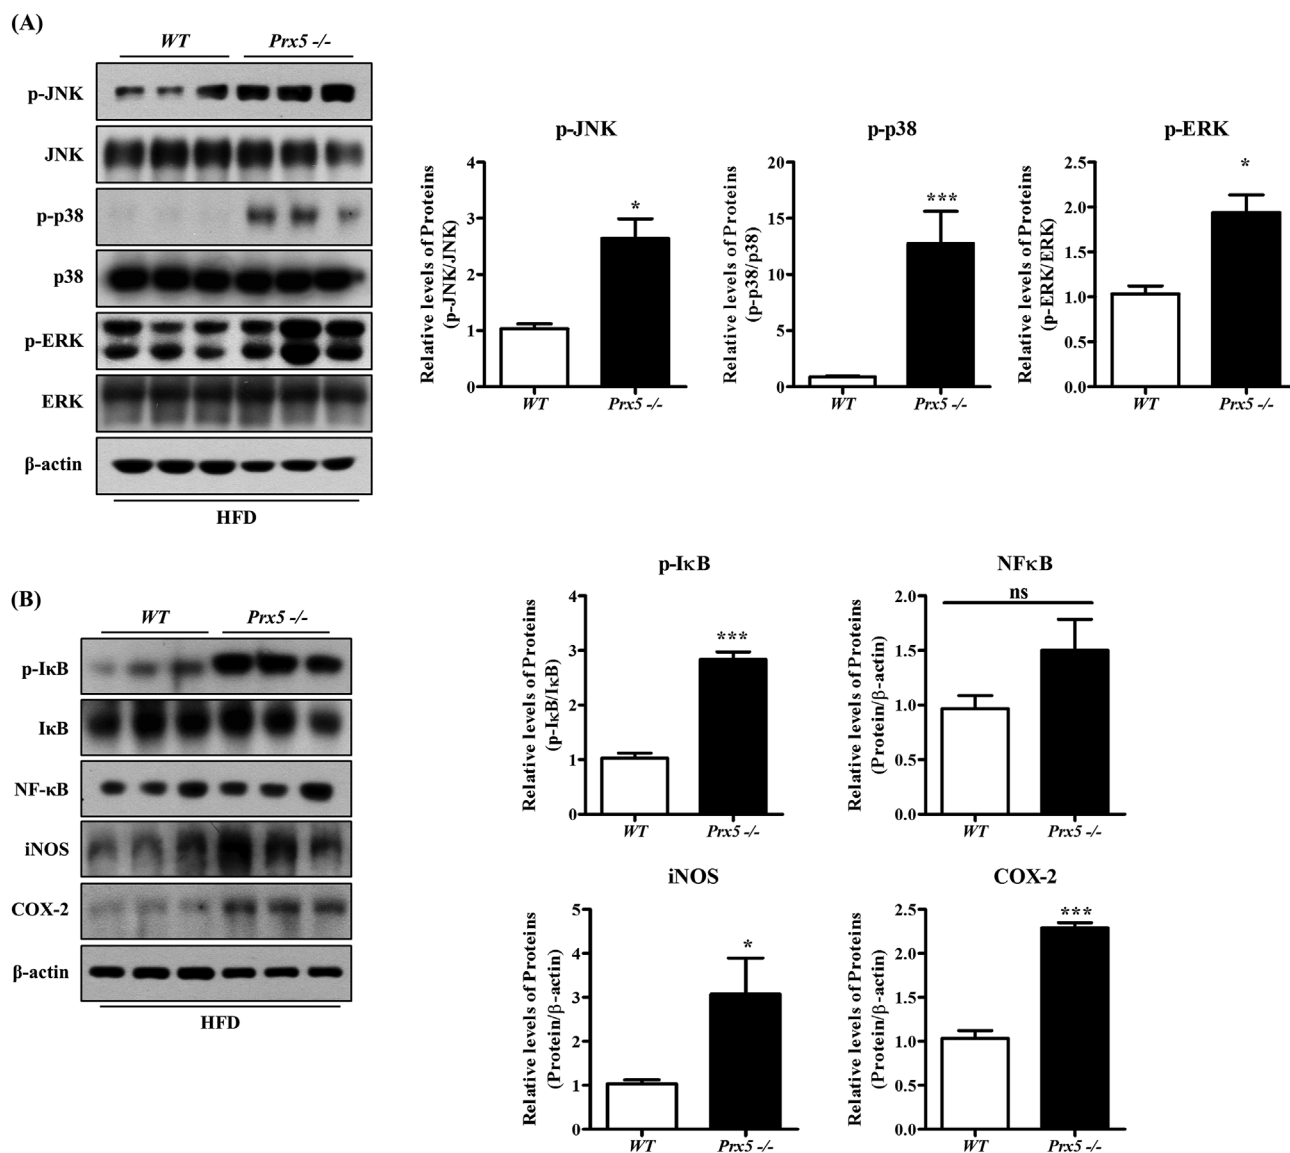 (A)
WT Prx5 -/-
p-JNK
JNK
p-p38
p38
p-ERK
ERK
β-actin
HFD
p-JNK
Relative levels of Proteins
(p-JNK/JNK)
4
3
2
1
0
*
WT Prx5 -/-
p-p38
Relative levels of Proteins
(p-p38/p38)
20
15
10
5
0
***
WT Prx5 -/-
p-ERK
Relative levels of Proteins
(p-ERK/ERK)
2.5
2.0
1.5
1.0
0.5
0.0
*
WT Prx5 -/-
(B)
WT Prx5 -/-
p-IκB
IκB
NF-κB
iNOS
COX-2
β-actin
HFD
p-IκB
Relative levels of Proteins
(p-IκB/IκB)
4
3
2
1
0
***
WT Prx5 -/-
NFκB
Relative levels of Proteins
(Protein/β-actin)
2.0
1.5
1.0
0.5
0.0
ns
WT Prx5 -/-
iNOS
Relative levels of Proteins
(Protein/β-actin)
5
4
3
2
1
0
*
WT Prx5 -/-
COX-2
Relative levels of Proteins
(Protein/β-actin)
2.5
2.0
1.5
1.0
0.5
0.0
***
WT Prx5 -/-